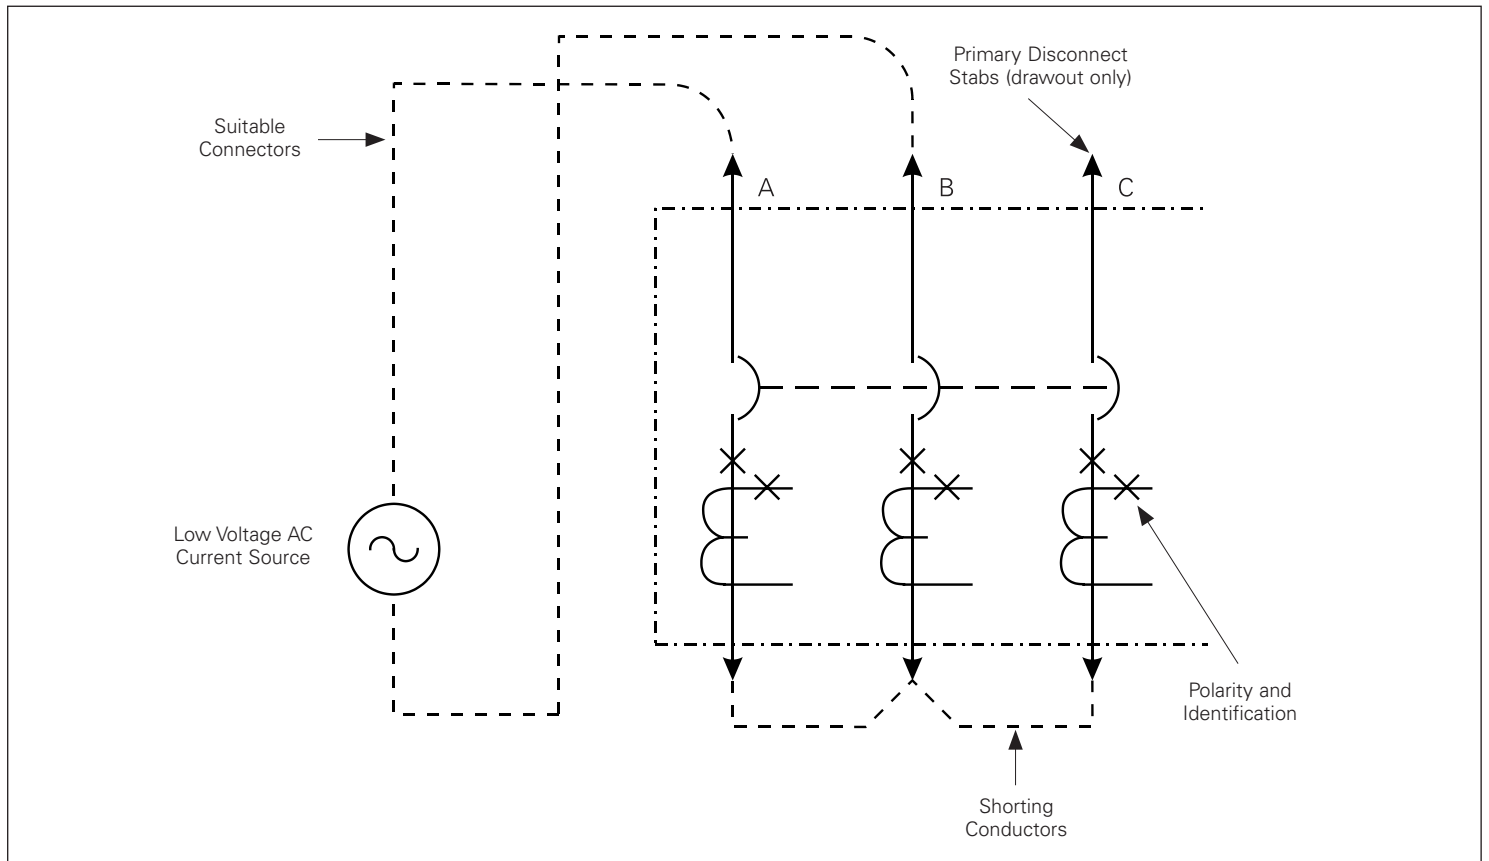 Primary Disconnect
Stabs (drawout only)
Suitable
Connectors
A
B
C
Low Voltage AC
Current Source
Polarity and
Identification
Shorting
Conductors